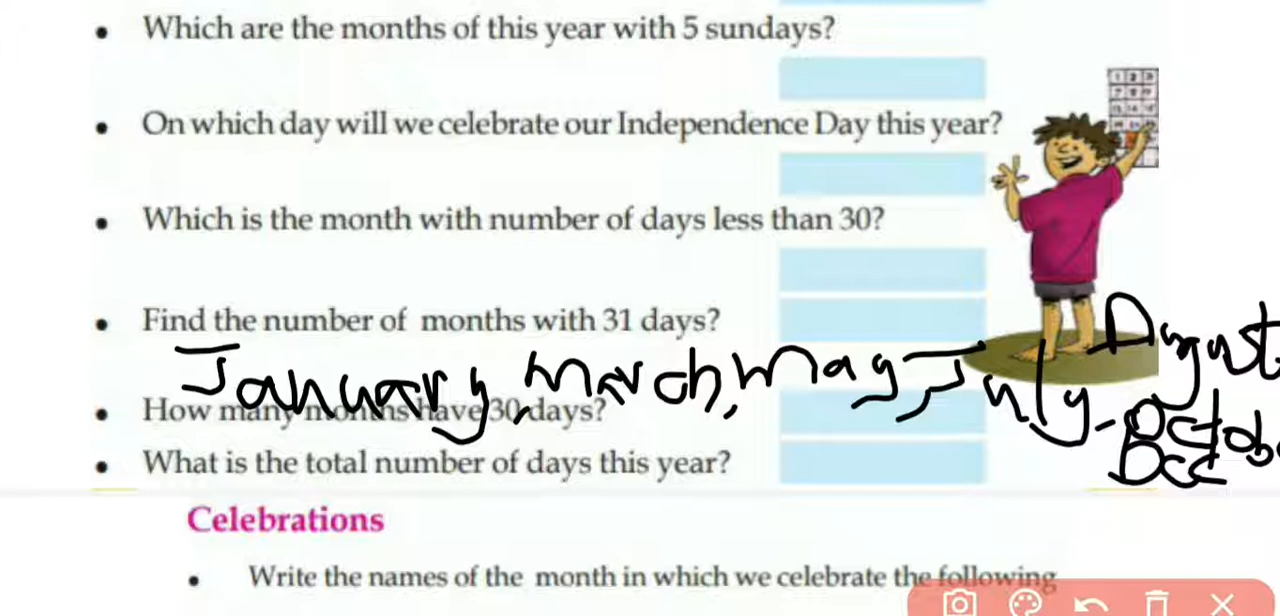 • Which are the months of this year with 5 sundays?
• On which day will we celebrate our Independence Day this year?
• Which is the month with number of days less than 30?
• Find the number of months with 31 days?
January, March, May, July. August.
Octob
Dec
• How many months have 30 days?
• What is the total number of days this year?
Celebrations
• Write the names of the month in which we celebrate the following